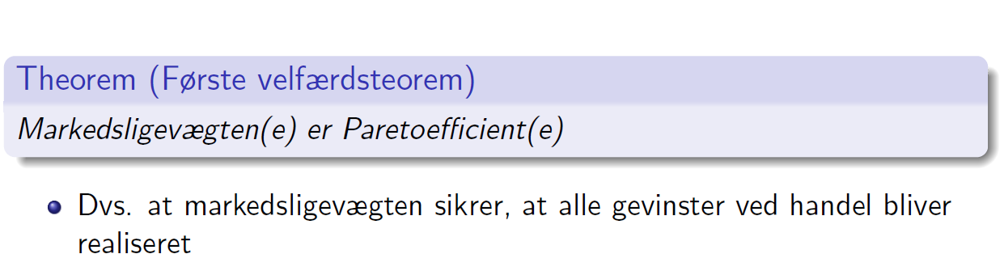 Theorem (Første velfærdsteorem)
Markedsligevægten(e) er Paretoefficient(e)
Dvs. at markedsligevægten sikrer, at alle gevinster ved handel bliver
realiseret